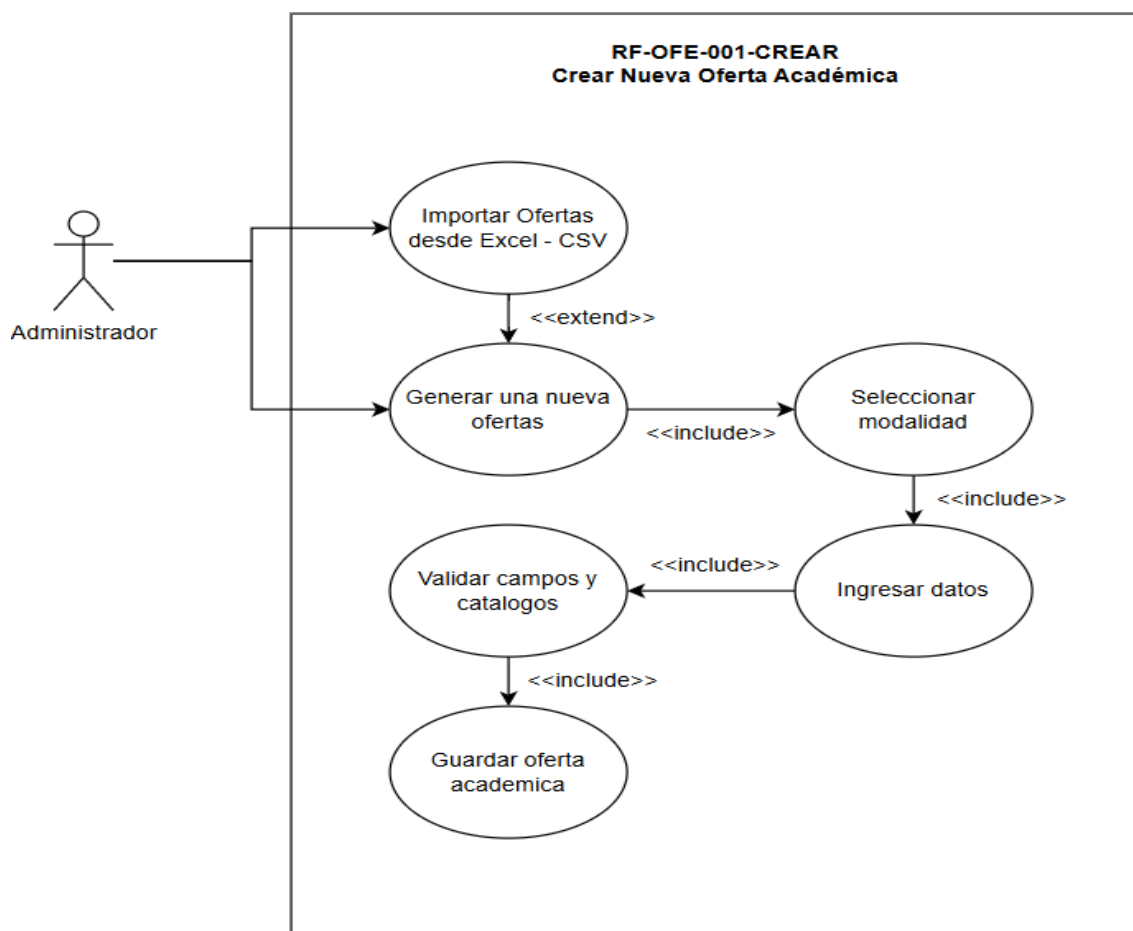 RF-OFE-001-CREAR
Crear Nueva Oferta Académica
Importar Ofertas
desde Excel - CSV
Administrador
<<extend>>
Generar una nueva
ofertas
<<include>>
Seleccionar
modalidad
<<include>>
Validar campos y
catalogos
<<include>>
Ingresar datos
<<include>>
Guardar oferta
academica